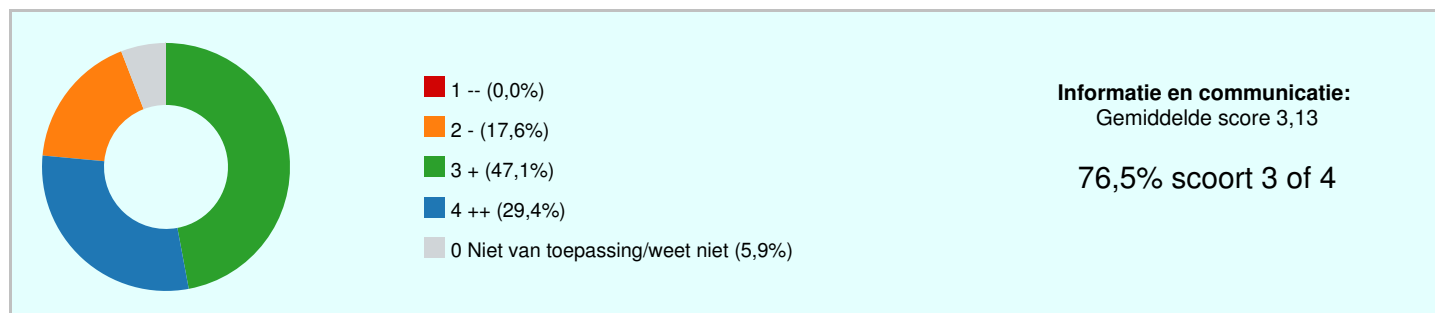 1 -- (0,0%)
2 - (17,6%)
3 + (47,1%)
4 ++ (29,4%)
0 Niet van toepassing/weet niet (5,9%)
Informatie en communicatie:
Gemiddelde score 3,13
76,5% scoort 3 of 4